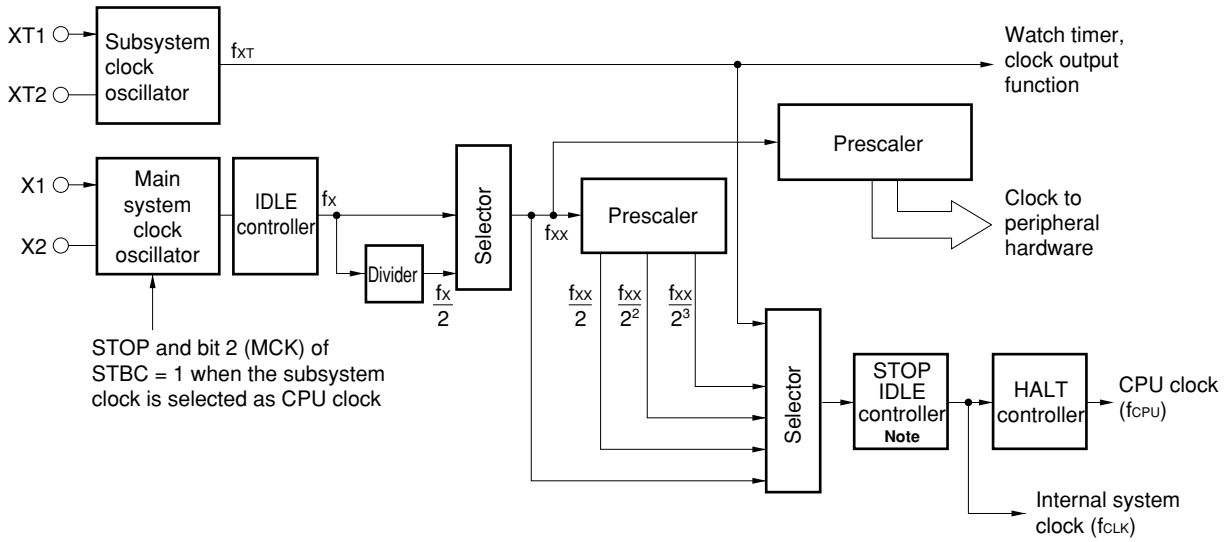 XT1
XT2
Subsystem
clock
oscillator
fXT
Watch timer,
clock output
function
X1
X2
Main
system
clock
oscillator
IDLE
controller
fX
Divider
fX/2
Selector
fXX
Prescaler
Prescaler
Clock to
peripheral
hardware
fXX/2
fXX/2²
fXX/2³
STOP and bit 2 (MCK) of
STBC = 1 when the subsystem
clock is selected as CPU clock
Selector
STOP
IDLE
controller
Note
HALT
controller
CPU clock
(fCPU)
Internal system
clock (fCLK)